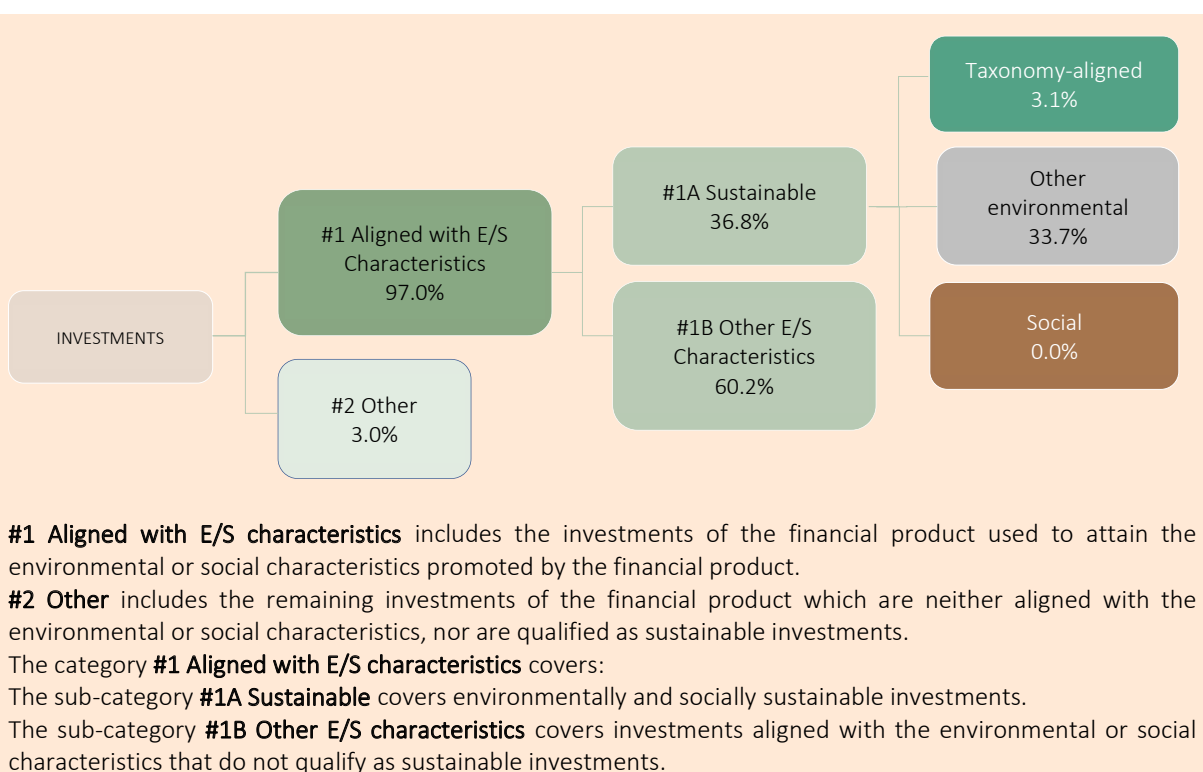 Taxonomy-aligned
3.1%
#1A Sustainable
36.8%
Other
environmental
33.7%
#1 Aligned with E/S
Characteristics
97.0%
INVESTMENTS
#1B Other E/S
Characteristics
60.2%
Social
0.0%
#2 Other
3.0%
#1 Aligned with E/S characteristics includes the investments of the financial product used to attain the
environmental or social characteristics promoted by the financial product.
#2 Other includes the remaining investments of the financial product which are neither aligned with the
environmental or social characteristics, nor are qualified as sustainable investments.
The category #1 Aligned with E/S characteristics covers:
The sub-category #1A Sustainable covers environmentally and socially sustainable investments.
The sub-category #1B Other E/S characteristics covers investments aligned with the environmental or social
characteristics that do not qualify as sustainable investments.